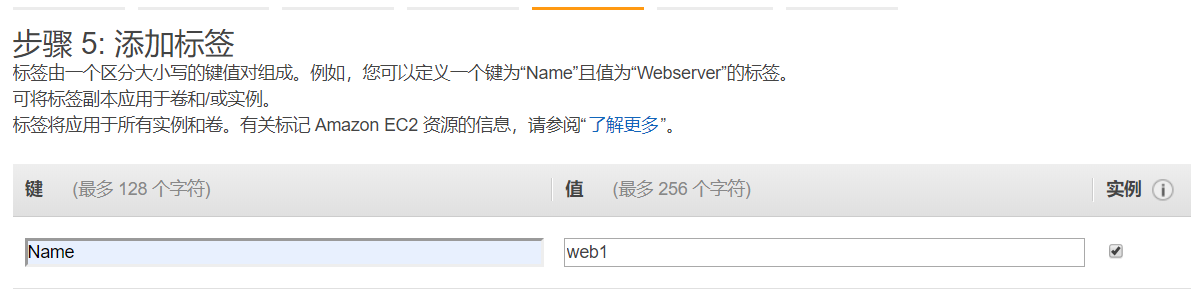 步骤 5: 添加标签
标签由一个区分大小写的键值对组成。例如，您可以定义一个键为“Name”且值为“Webserver”的标签。
可将标签副本应用于卷和/或实例。
标签将应用于所有实例和卷。有关标记 Amazon EC2 资源的信息，请参阅“了解更多”。
键 (最多 128 个字符) 值 (最多 256 个字符) 实例
Name web1